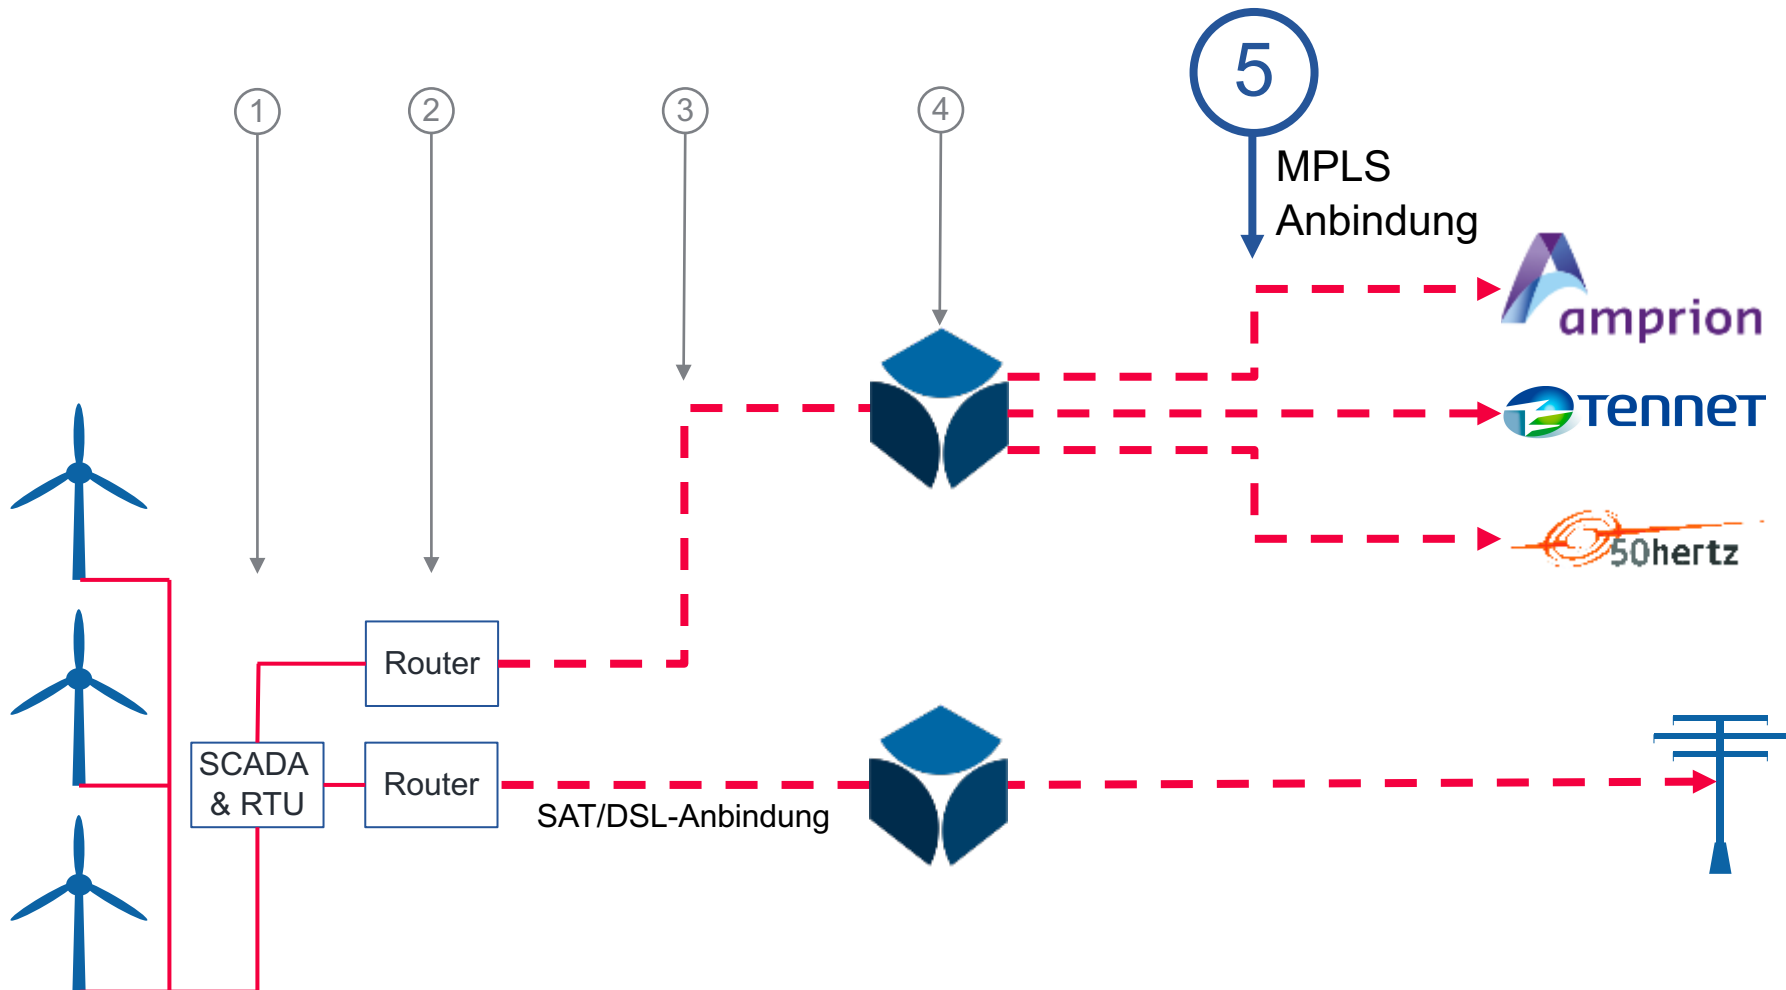 1
2
3
4
5
MPLS
Anbindung
amprion
TenneT
50hertz
Router
SCADA
& RTU
Router
SAT/DSL-Anbindung